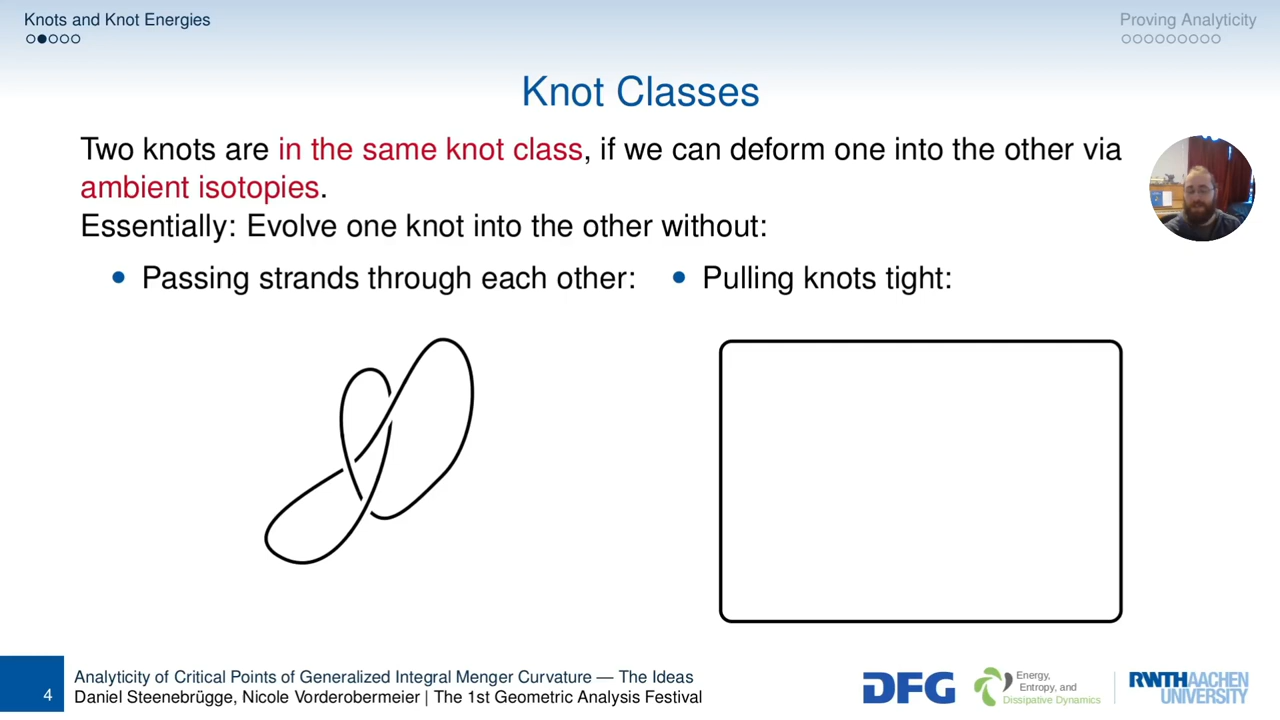 Knots and Knot Energies
Proving Analyticity
Knot Classes
Two knots are in the same knot class, if we can deform one into the other via
ambient isotopies.
Essentially: Evolve one knot into the other without:
• Passing strands through each other:
• Pulling knots tight:
4
Analyticity of Critical Points of Generalized Integral Menger Curvature — The Ideas
Daniel Steenebrügge, Nicole Vorderobermeier | The 1st Geometric Analysis Festival
DFG
Energy,
Entropy, and
Dissipative Dynamics
RWTHAACHEN
UNIVERSITY